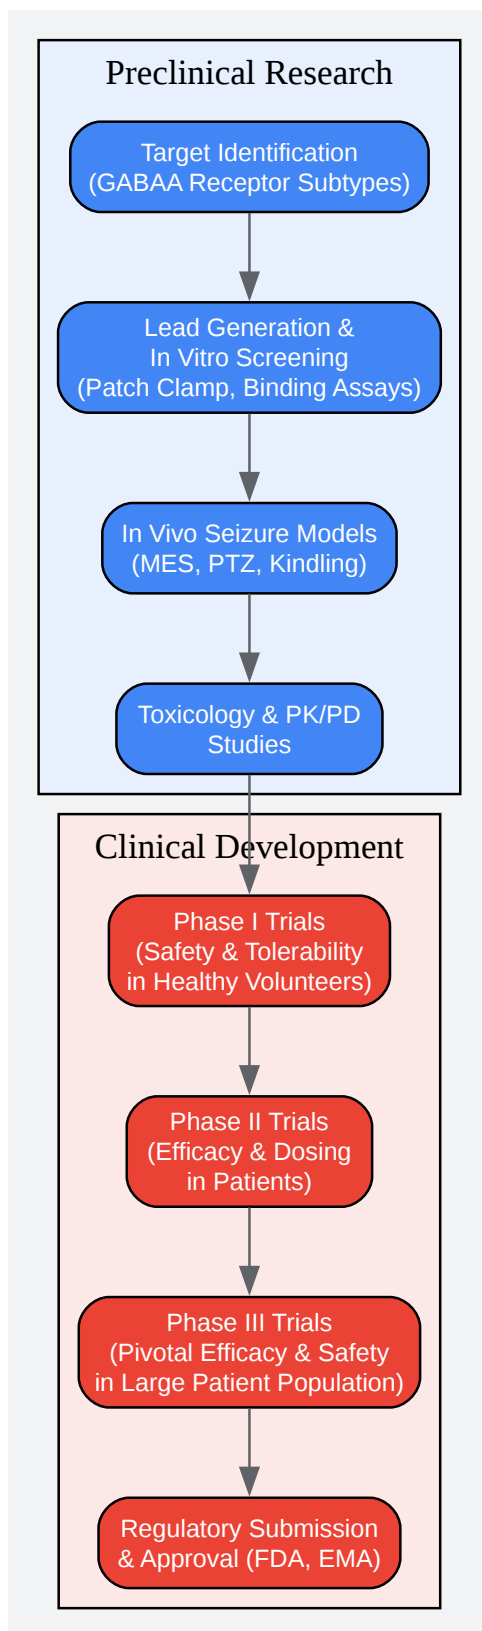 Preclinical Research
Target Identification
(GABAA Receptor Subtypes)
Lead Generation &
In Vitro Screening
(Patch Clamp, Binding Assays)
In Vivo Seizure Models
(MES, PTZ, Kindling)
Toxicology & PK/PD
Studies
Clinical Development
Phase I Trials
(Safety & Tolerability
in Healthy Volunteers)
Phase II Trials
(Efficacy & Dosing
in Patients)
Phase III Trials
(Pivotal Efficacy & Safety
in Large Patient Population)
Regulatory Submission
& Approval (FDA, EMA)